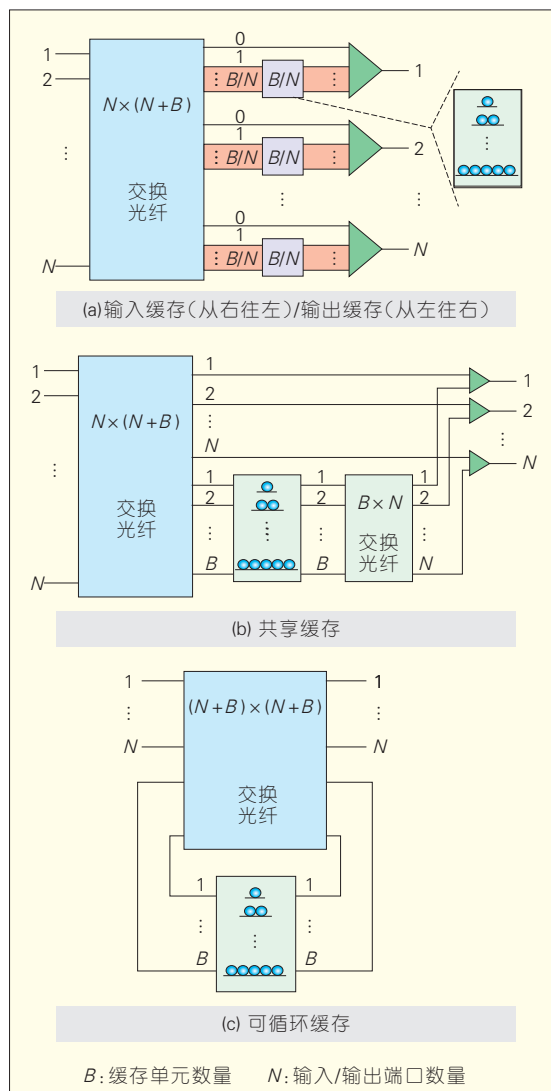 0
1
1
⋮ B/N B/N ⋮ 1
2
N×(N+B)
0
1
⋮ B/N B/N ⋮ 2
⋮
⋮
⋮ ⋮
交换
光纤
0
1
⋮ B/N B/N ⋮ N
N
(a)输入缓存(从右往左)/输出缓存(从左往右)
1 1 1
2 2 2
N×(N+B)
⋮ ⋮
⋮ N N
1 1 1
2 2 B×N 2
交换
光纤
⋮ ⋮ ⋮ 交换
光纤 ⋮
N B B N
(b) 共享缓存
1 1
(N+B)×(N+B)
⋮ ⋮
N N
交换
光纤
1 1
⋮ ⋮ ⋮
B B
(c) 可循环缓存
B:缓存单元数量 N:输入/输出端口数量